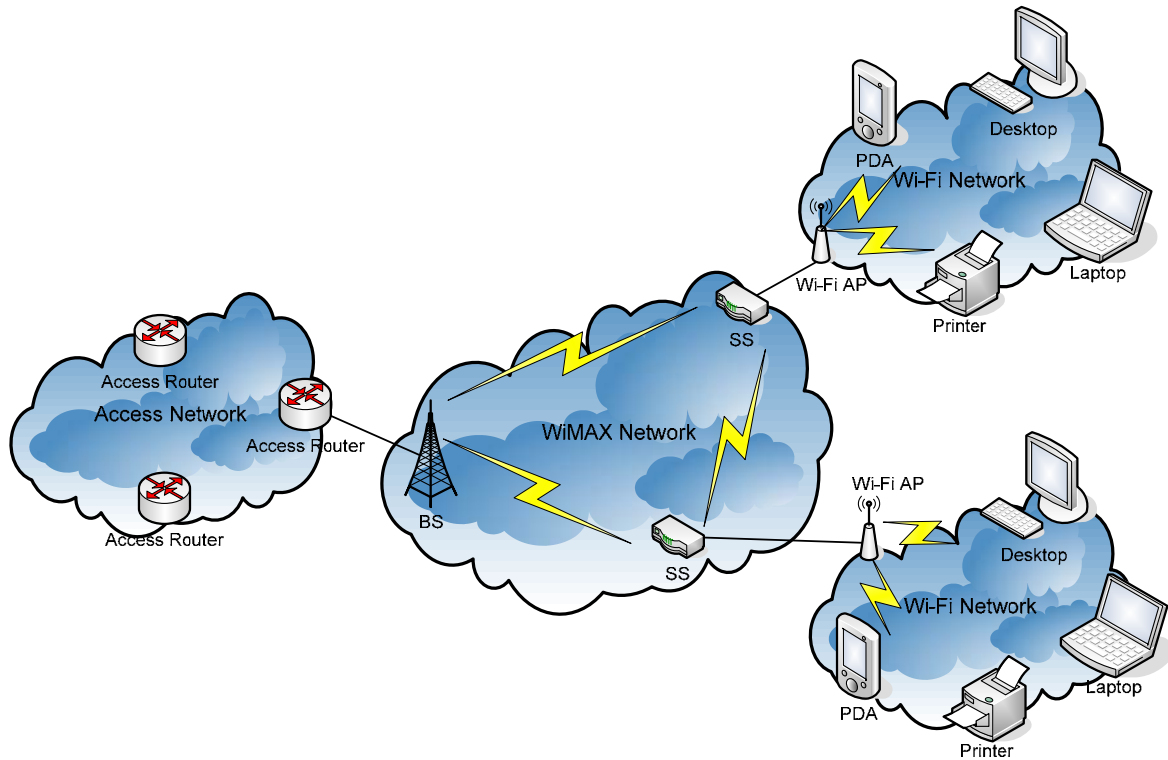 Desktop
PDA
Wi-Fi Network
Laptop
Wi-Fi AP
Printer
SS
Access Router
Access Network
Access Router
WiMAX Network
BS
Access Router
SS
Wi-Fi AP
Desktop
Wi-Fi Network
Laptop
PDA
Printer